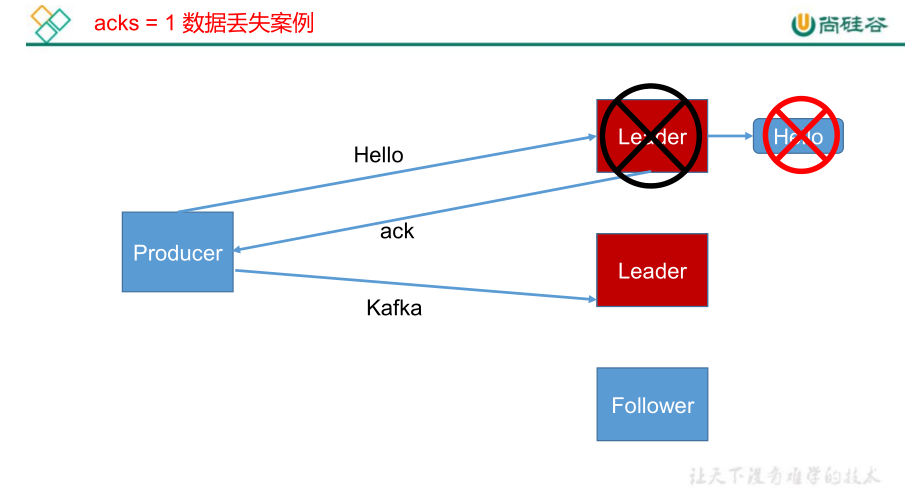 acks = 1 数据丢失案例
尚硅谷
Leader
Hello
Hello
ack
Producer
Leader
Kafka
Follower
让天下没有难学的技术